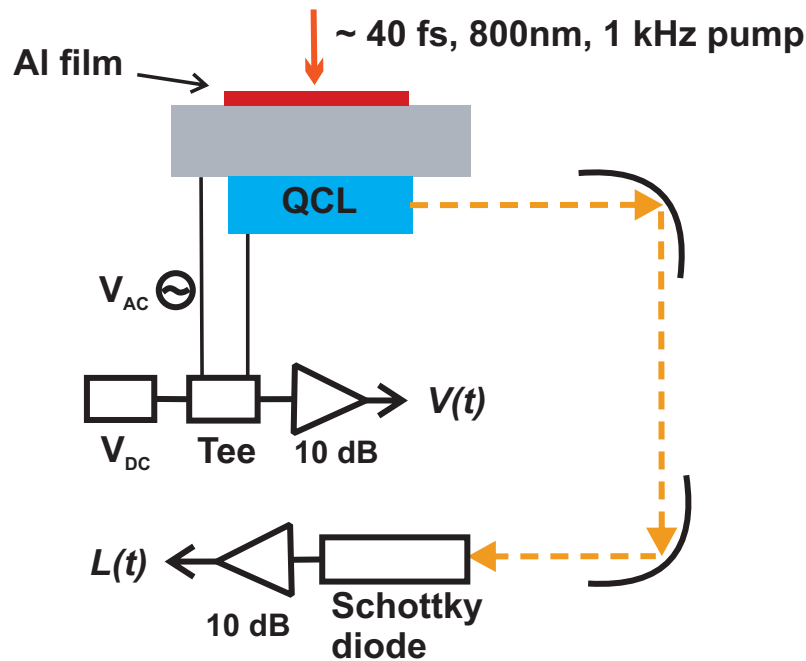 ~ 40 fs, 800nm, 1 kHz pump
Al film
QCL
VAC
VDC
Tee
10 dB
V(t)
L(t)
10 dB
Schottky
diode